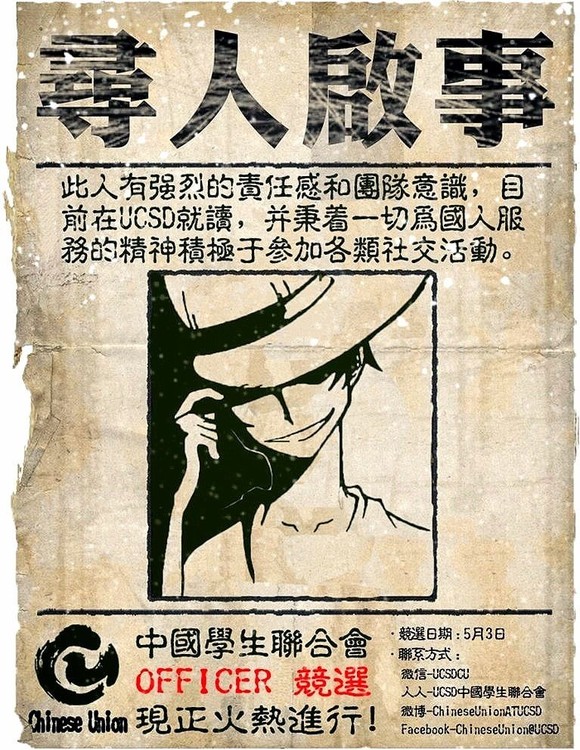 尋人啟事
此人有强烈的責任感和團隊意識，目
前在UCSD就讀，并秉着一切爲國人服
務的精神積極于參加各類社交活動。
中國學生聯合會
OFFICER 競選
現正火熱進行！
Chinese Union
·競選日期：5月3日
·聯系方式：
微信-UCSDCU
人人-UCSD中國學生聯合會
微博-ChineseUnionATUCSD
Facebook-ChineseUnion@UCSD